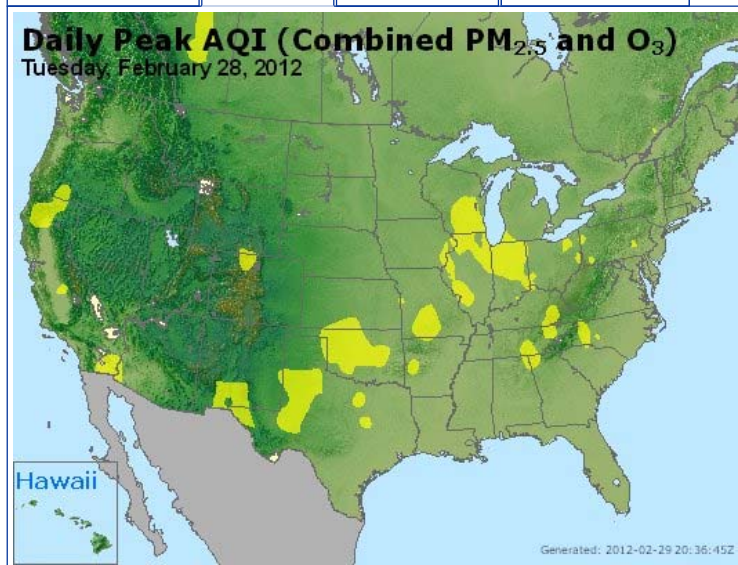 Daily Peak AQI (Combined PM2.5 and O3)
Tuesday, February 28, 2012
Hawaii
Generated: 2012-02-29 20:36:45Z